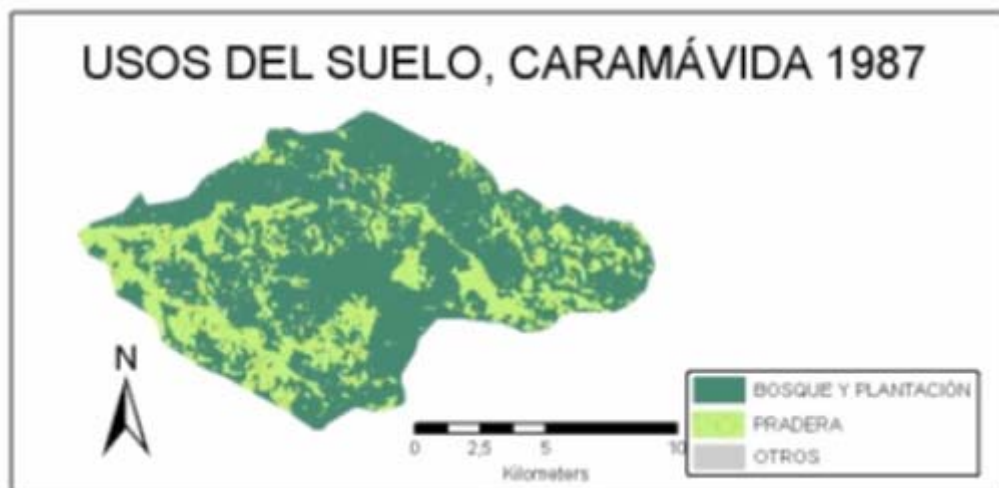 USOS DEL SUELO, CARAMÁVIDA 1987
N
0 2,5 5 10
Kilometers
BOSQUE Y PLANTACIÓN
PRADERA
OTROS